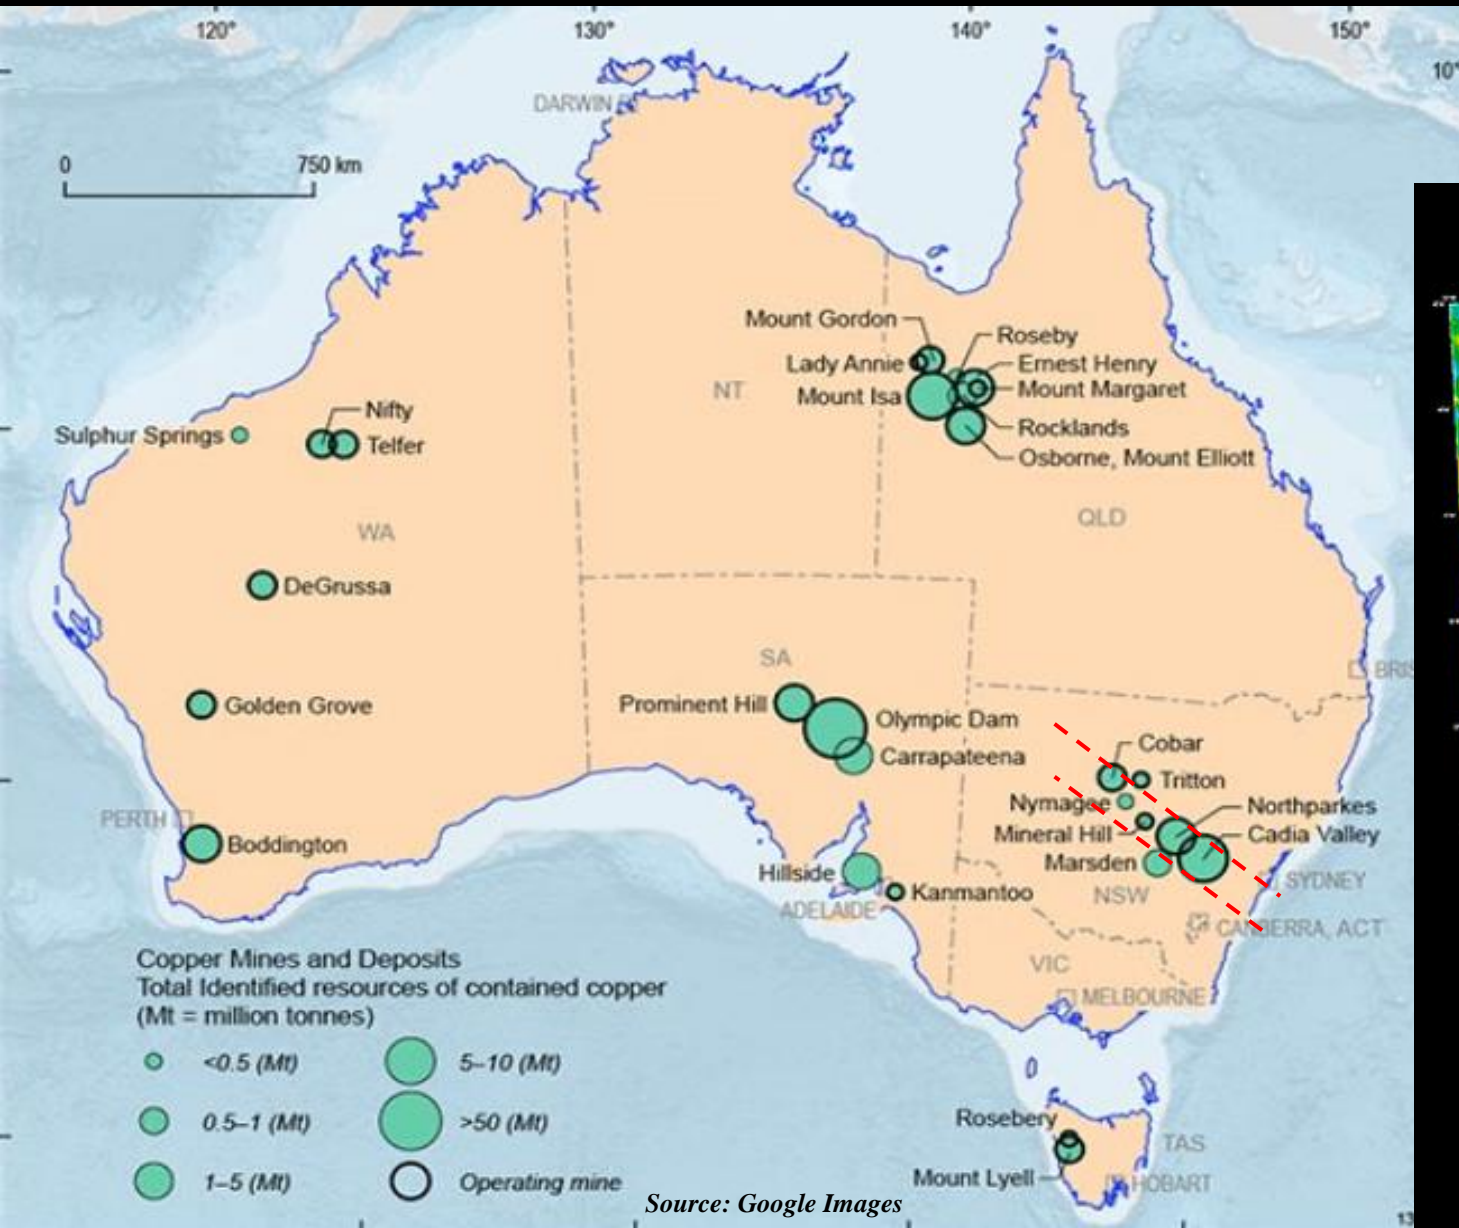 120°
130°
140°
150°
10°
DARWIN
0
750 km
Mount Gordon
Roseby
Lady Annie
Ernest Henry
NT
Mount Isa
Mount Margaret
Nifty
Sulphur Springs
Telfer
Rocklands
Osborne, Mount Elliott
QLD
WA
DeGrussa
SA
BRIS
Prominent Hill
Golden Grove
Olympic Dam
Cobar
Carrapateena
Tritton
Nymagee
Northparkes
PERTH
Mineral Hill
Cadia Valley
Boddington
Marsden
Hillside
SYDNEY
Kanmantoo
NSW
ADELAIDE
CANBERRA, ACT
VIC
MELBOURNE
Copper Mines and Deposits
Total Identified resources of contained copper
(Mt = million tonnes)
<0.5 (Mt)
5–10 (Mt)
0.5–1 (Mt)
>50 (Mt)
1–5 (Mt)
Operating mine
Rosebery
TAS
Mount Lyell
HOBART
Source: Google Images
13